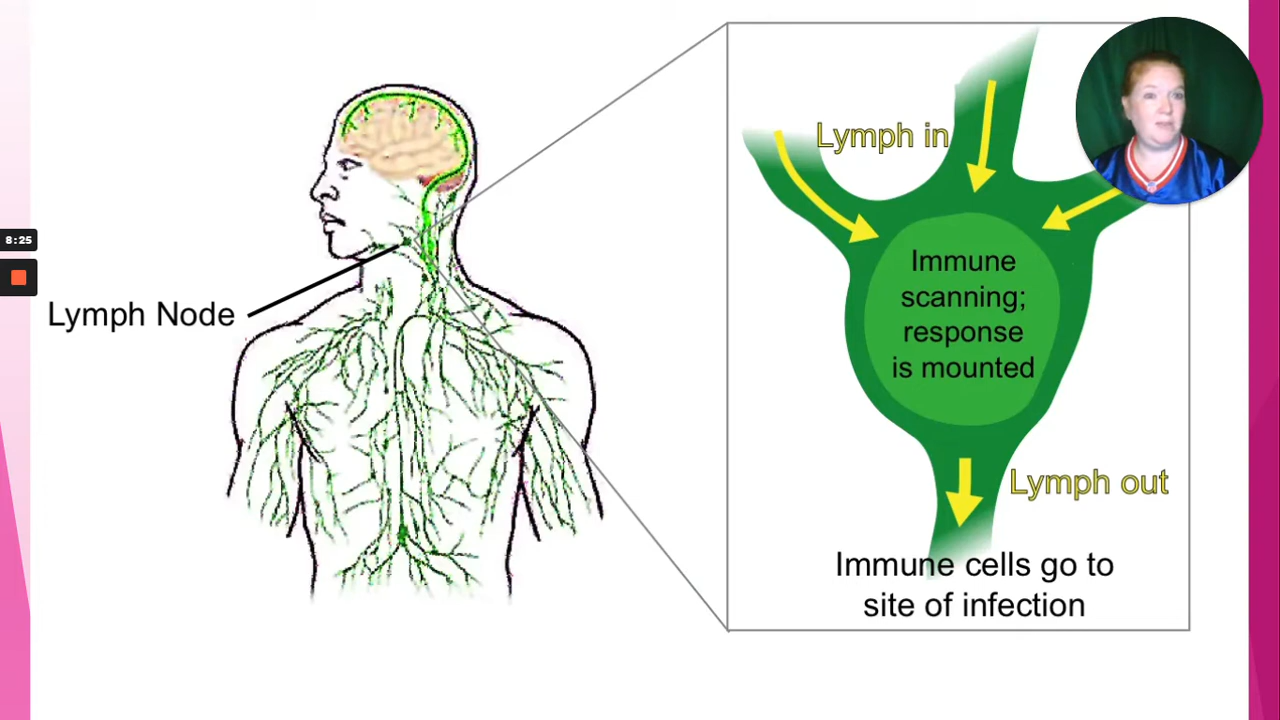 Lymph in
8:25
Immune
scanning;
response
is mounted
Lymph Node
Lymph out
Immune cells go to
site of infection